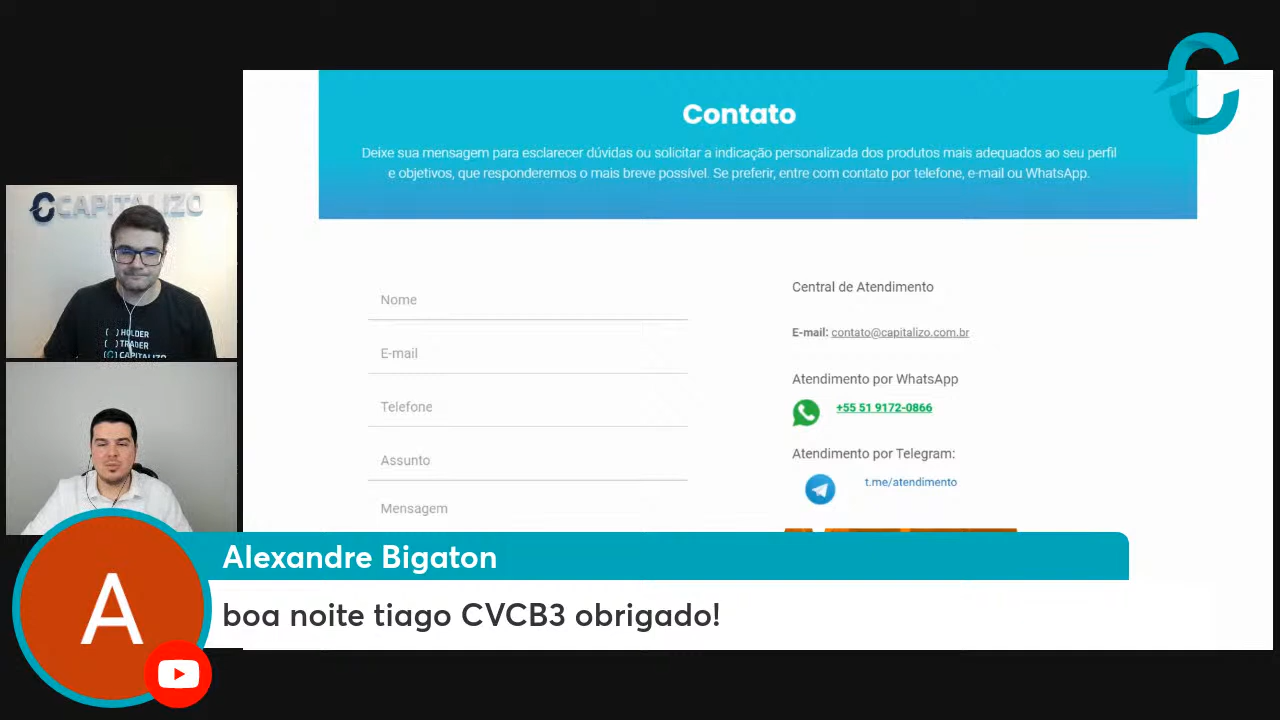 Contato
Deixe sua mensagem para esclarecer dúvidas ou solicitar a indicação personalizada dos produtos mais adequados ao seu perfil
e objetivos, que responderemos o mais breve possível. Se preferir, entre com contato por telefone, e-mail ou WhatsApp.
CAPITALIZO
( ) HOLDER
( ) TRADER
(C) CAPITALIZO
Nome
E-mail
Telefone
Assunto
Mensagem
Central de Atendimento
E-mail: contato@capitalizo.com.br
Atendimento por WhatsApp
+55 51 9172-0866
Atendimento por Telegram:
t.me/atendimento
A
Alexandre Bigaton
boa noite tiago CVCB3 obrigado!